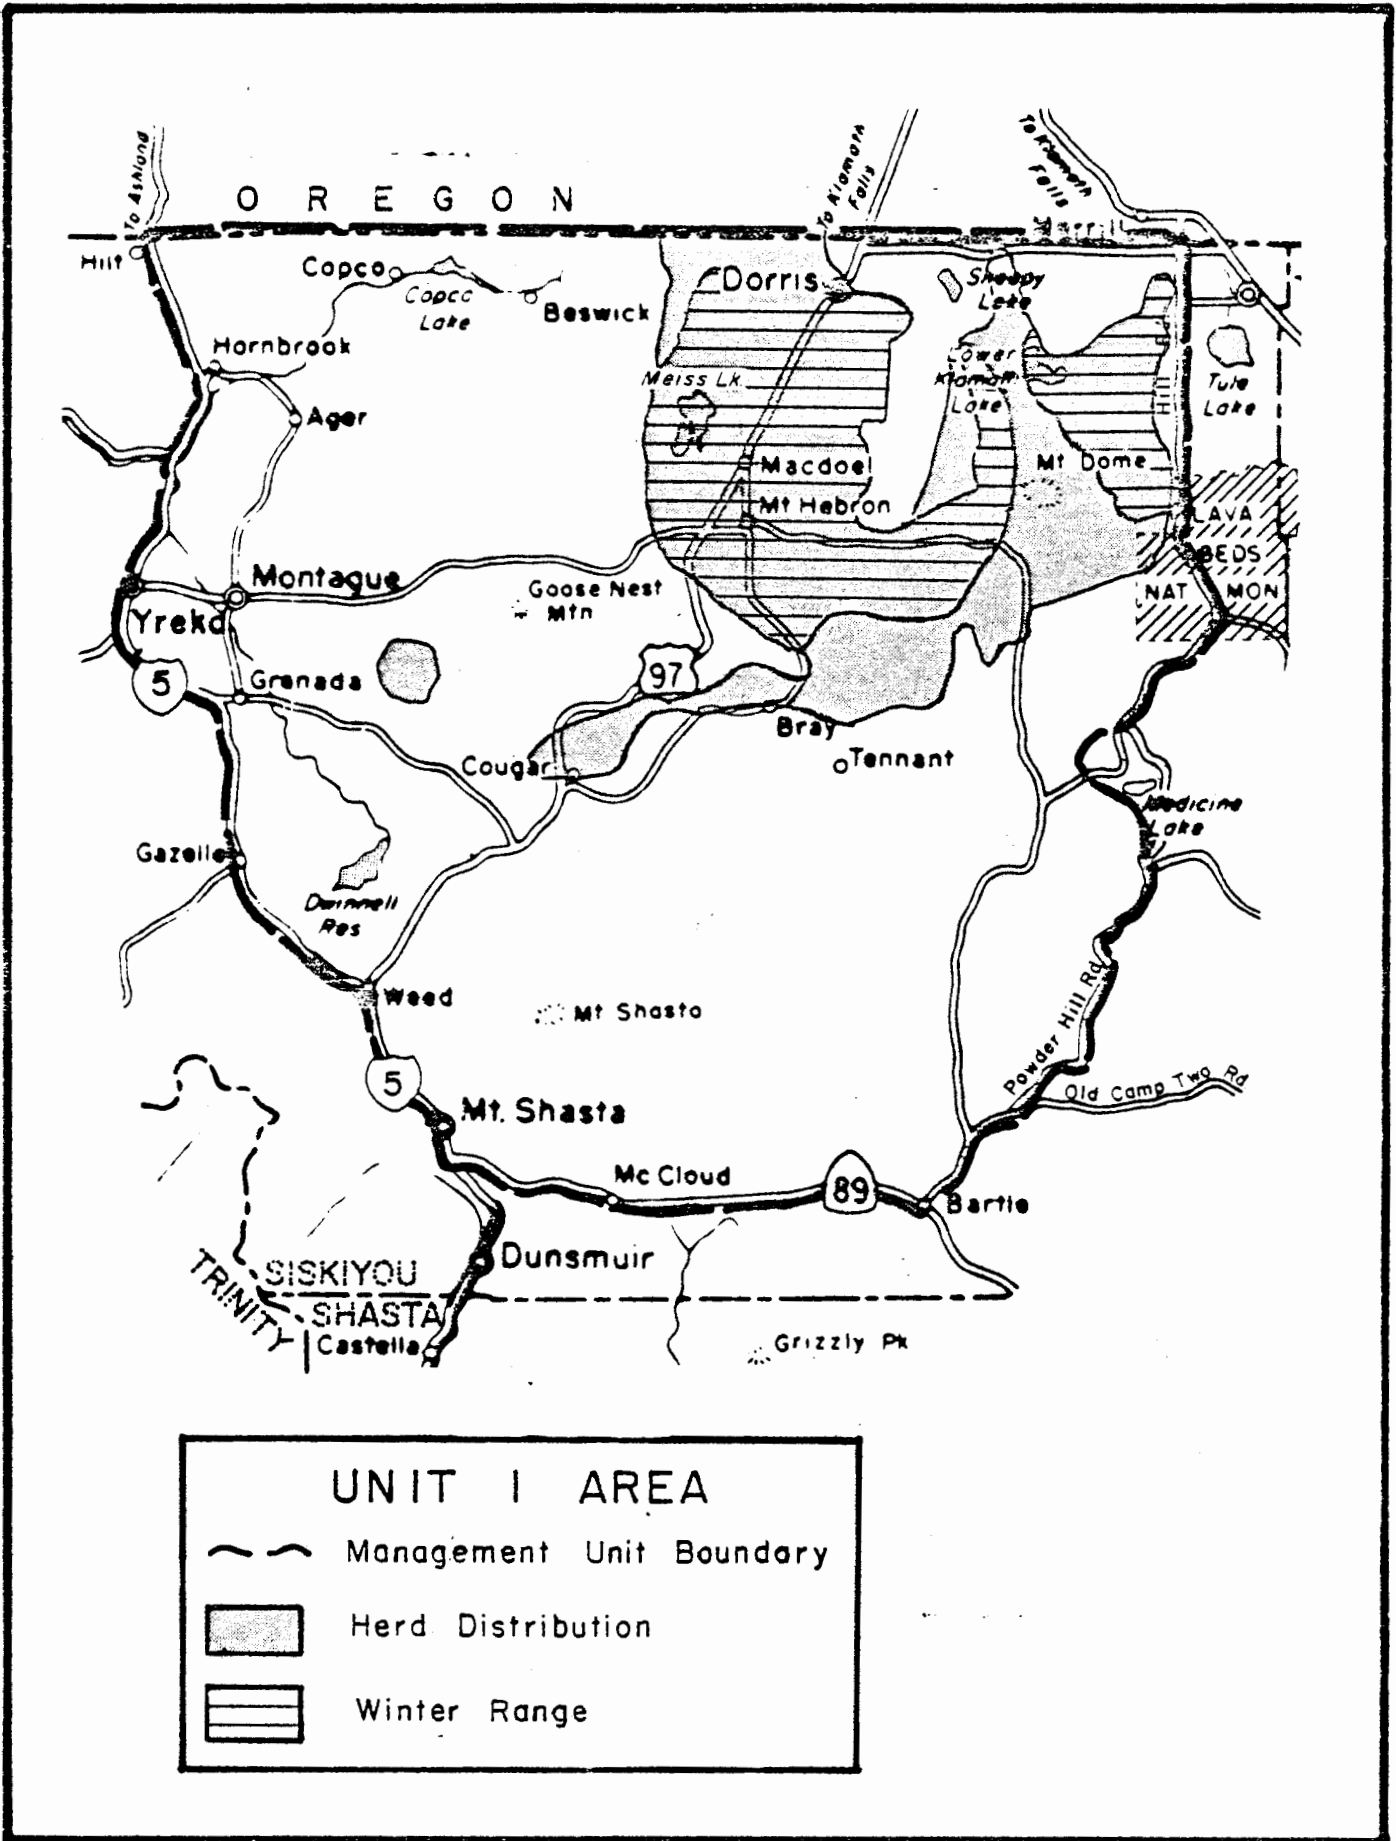 To Ashland
OREGON
To Klamath
Falls
To Klamath
Falls
Merrill
Hilt
Copco
Copco
Lake
Beswick
Dorris
Sheepy
Lake
Hornbrook
Ager
Meiss Lk.
Lower
Klamath
Lake
Hill
Tule
Lake
Macdoel
Mt Dome
Mt Hebron
LAVA
BEDS
NAT MON
Montague
Goose Nest
Mtn
Yreka
5
Grenada
97
Bray
Cougar
Tennant
Medicine
Lake
Gazelle
Dwinnell
Res
Weed
Mt Shasta
Powder Hill Rd
Old Camp Two Rd
5
Mt. Shasta
Mc Cloud
89
Bartle
Dunsmuir
SISKIYOU
TRINITY
SHASTA
Castella
Grizzly Pk
UNIT 1 AREA
Management Unit Boundary
Herd Distribution
Winter Range